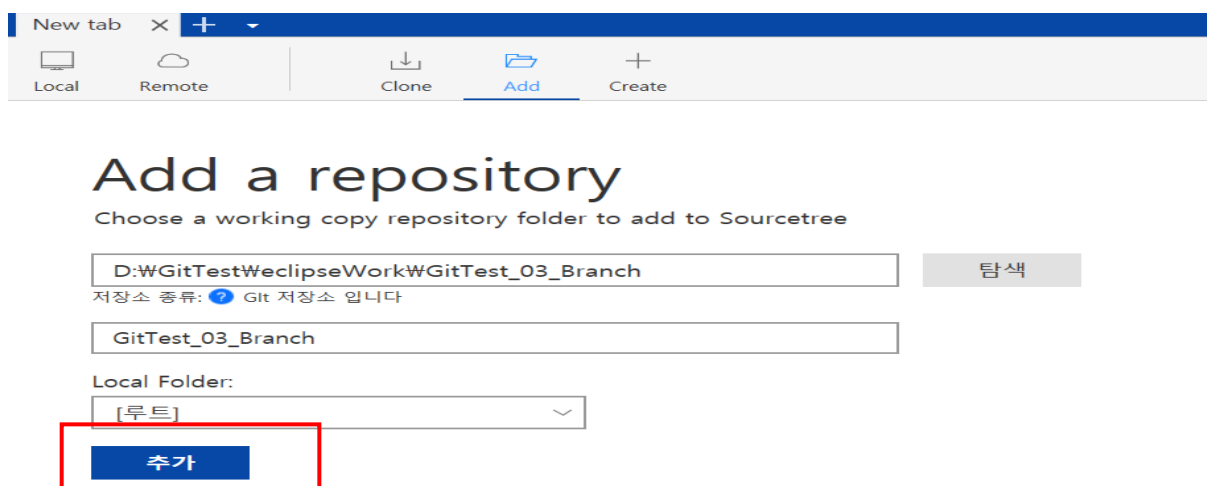 New tab
Local Remote Clone Add Create
Add a repository
Choose a working copy repository folder to add to Sourcetree
D:₩GitTest₩eclipseWork₩GitTest_03_Branch 탐색
저장소 종류: ? GIt 저장소 입니다
GitTest_03_Branch
Local Folder:
[루트]
추가